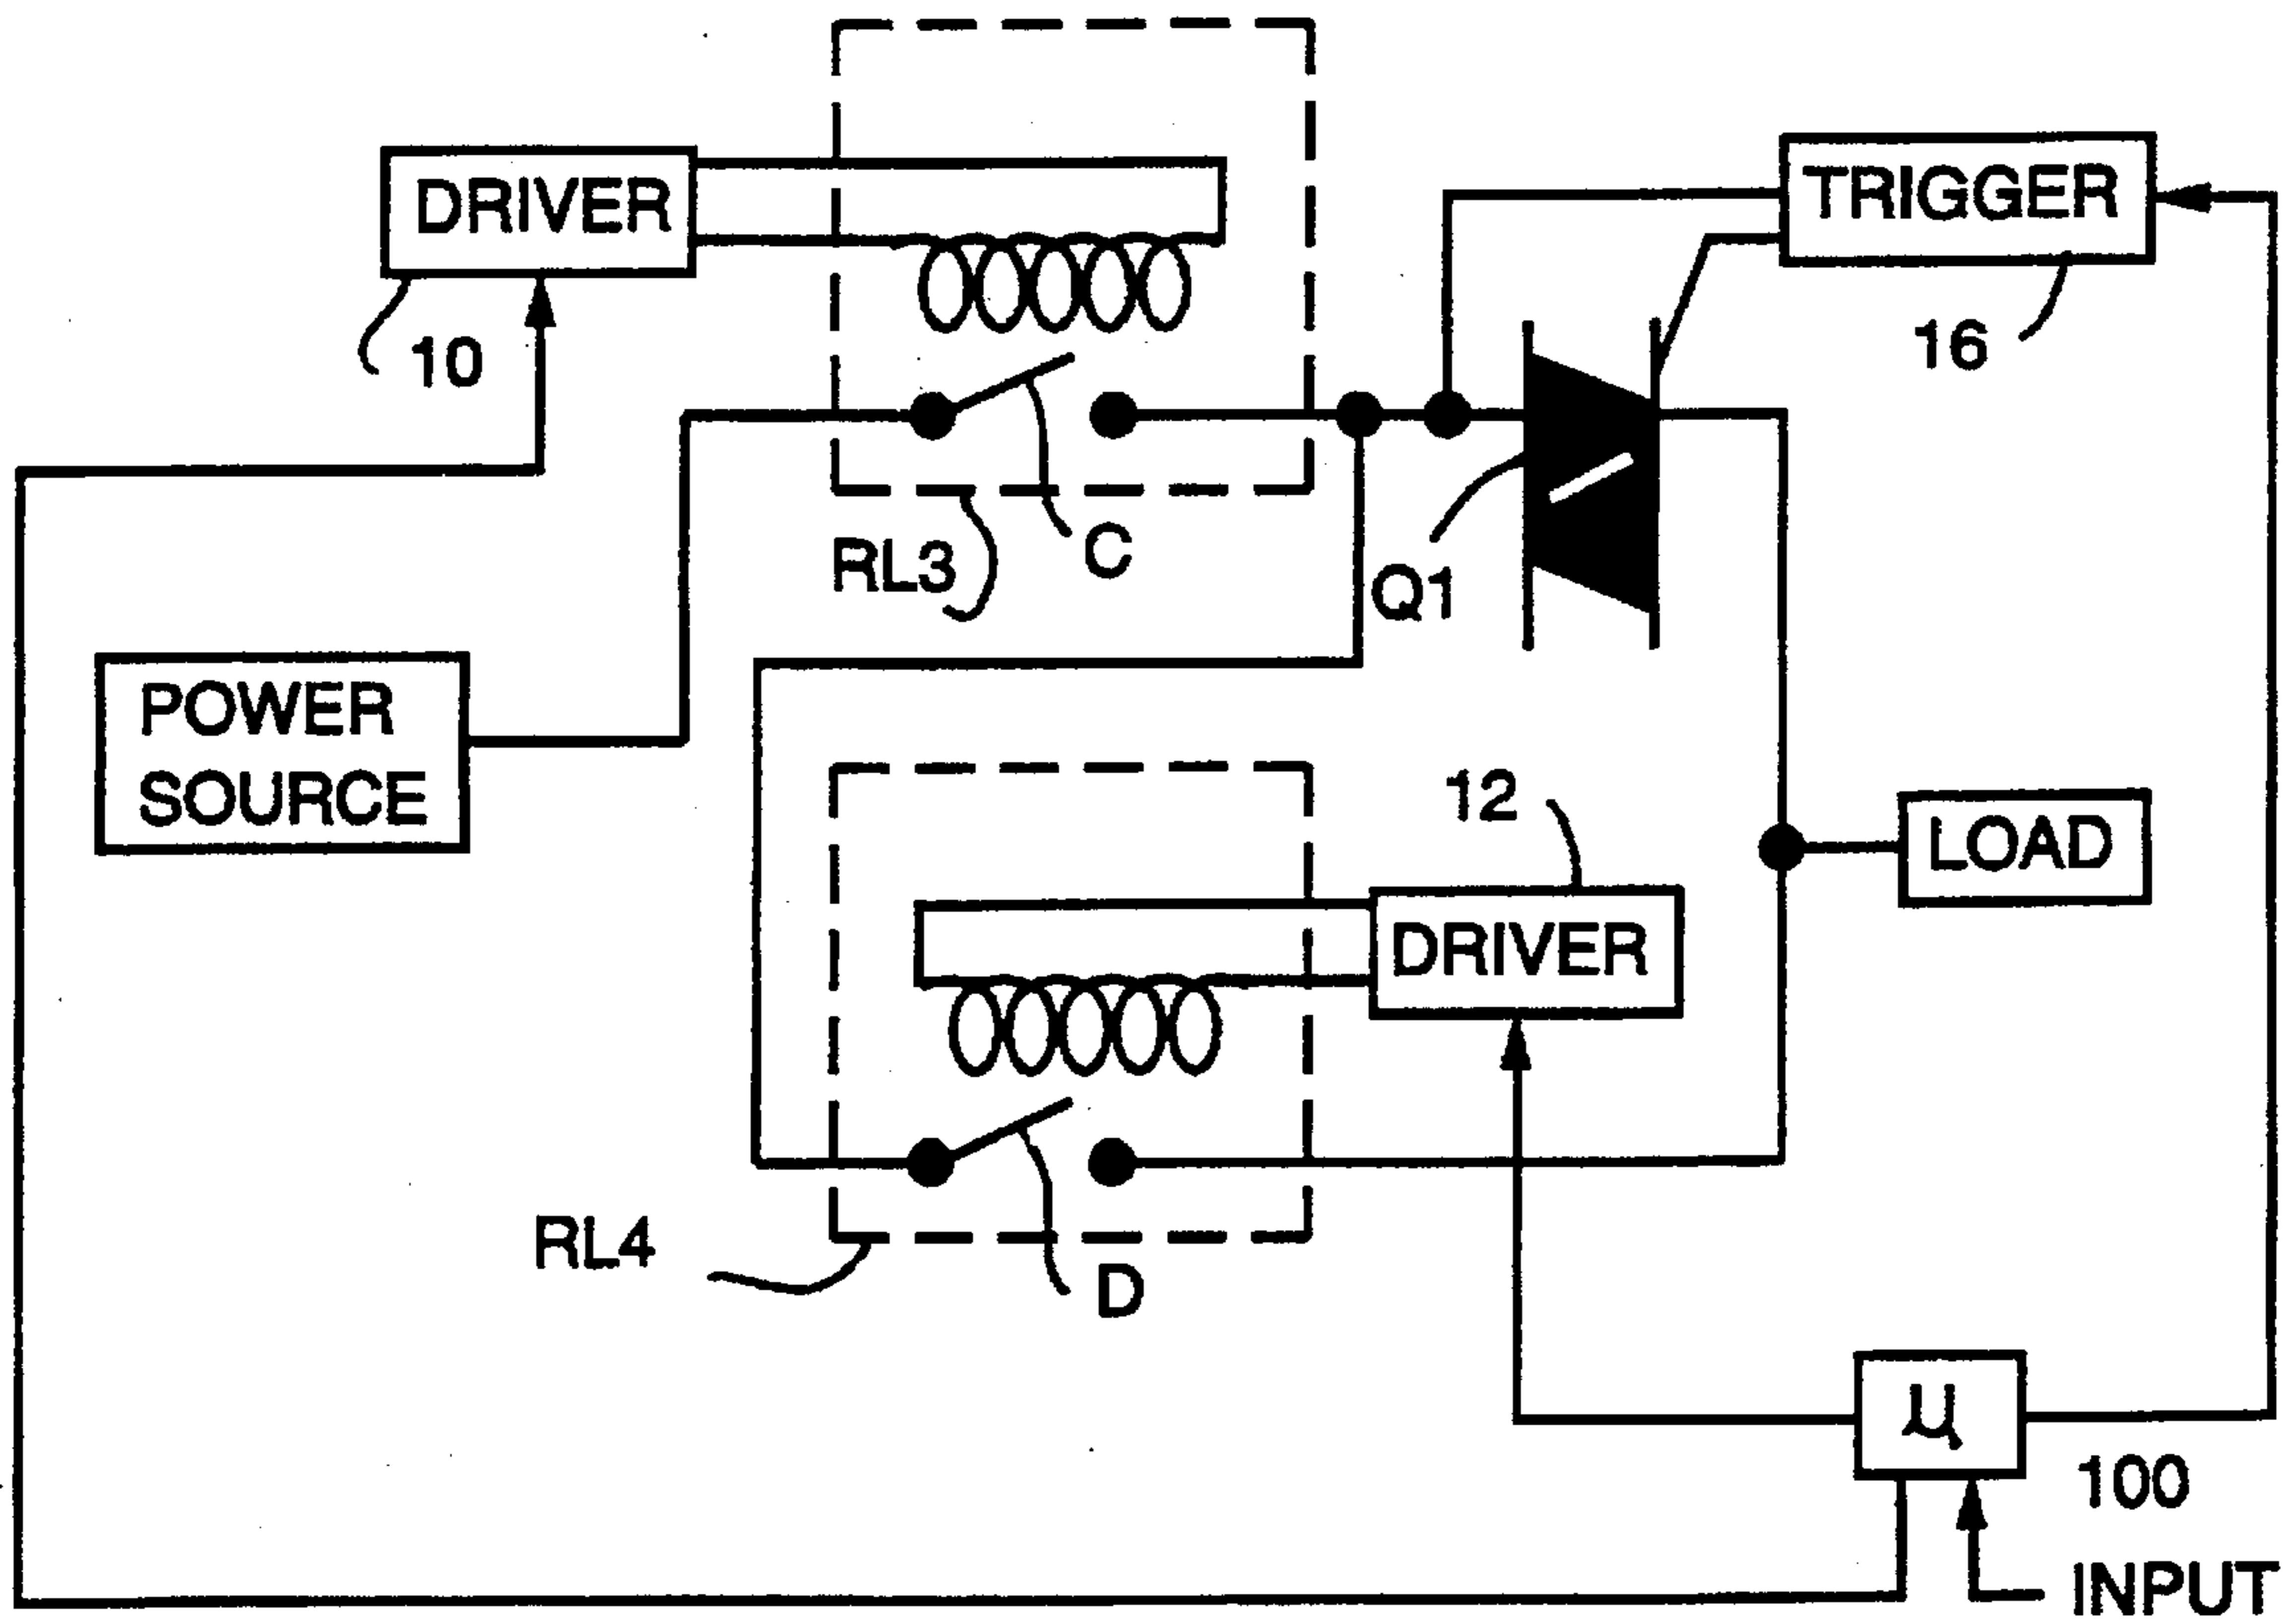 DRIVER
TRIGGER
10
16
RL3
C
Q1
POWER
SOURCE
12
LOAD
DRIVER
RL4
D
μ
100
INPUT